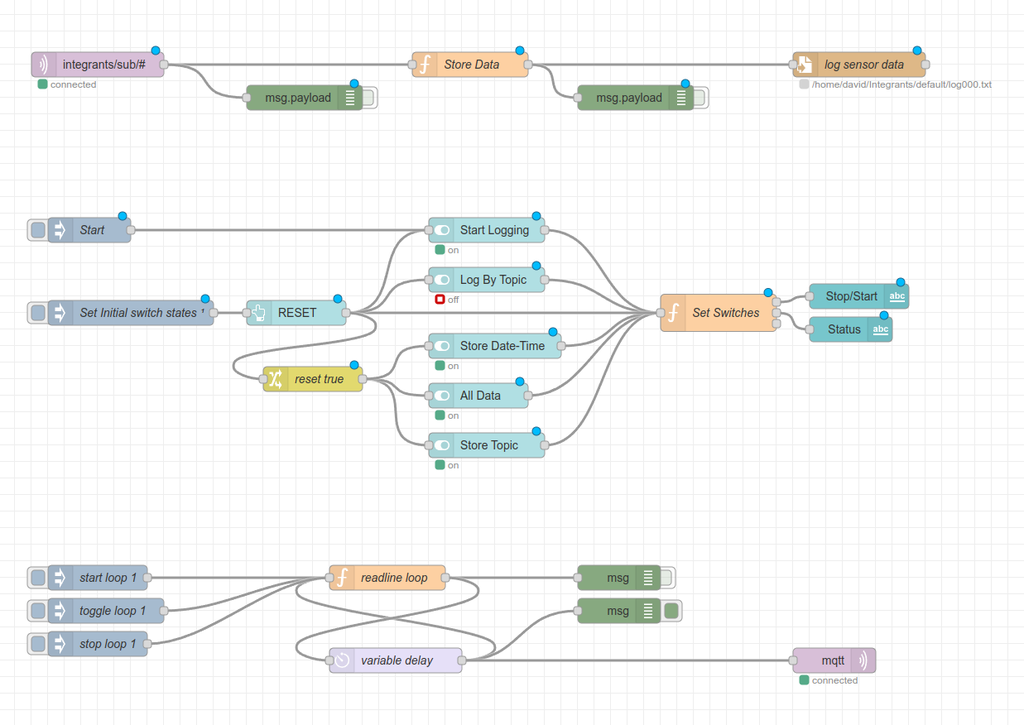 integrants/sub/#
Store Data
log sensor data
connected
/home/david/Integrants/default/log000.txt
msg.payload
msg.payload
Start
Start Logging
on
Log By Topic
off
Set Initial switch states ¹
RESET
Set Switches
Stop/Start
abc
Status
abc
Store Date-Time
on
reset true
All Data
on
Store Topic
on
start loop 1
readline loop
msg
toggle loop 1
msg
stop loop 1
variable delay
mqtt
connected